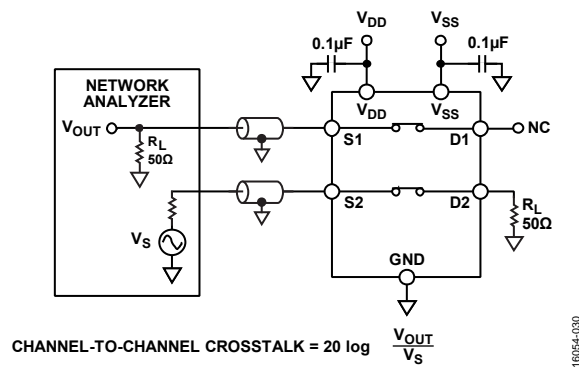 VDD
VSS
0.1µF
0.1µF
NETWORK
ANALYZER
VDD
VSS
VOUT
RL
50Ω
S1
D1
NC
S2
D2
RL
50Ω
VS
GND
CHANNEL-TO-CHANNEL CROSSTALK = 20 log VOUT
VS
16054-030